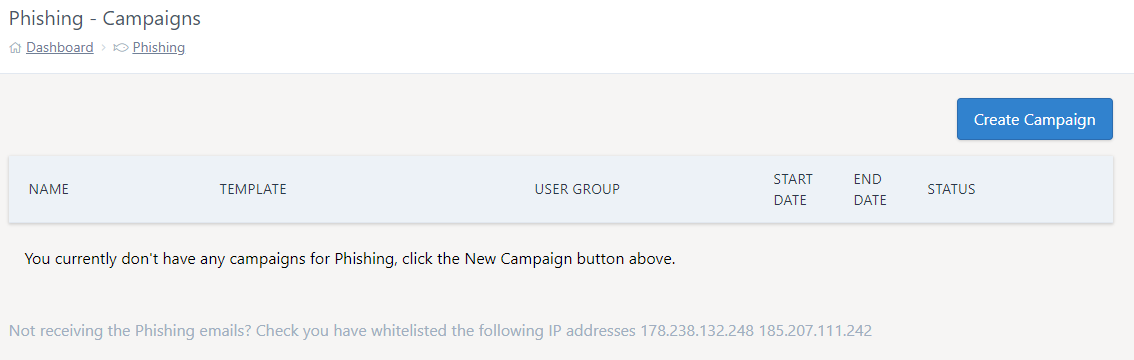 Phishing - Campaigns
Dashboard › Phishing
Create Campaign
NAME TEMPLATE USER GROUP START DATE END DATE STATUS
You currently don't have any campaigns for Phishing, click the New Campaign button above.
Not receiving the Phishing emails? Check you have whitelisted the following IP addresses 178.238.132.248 185.207.111.242